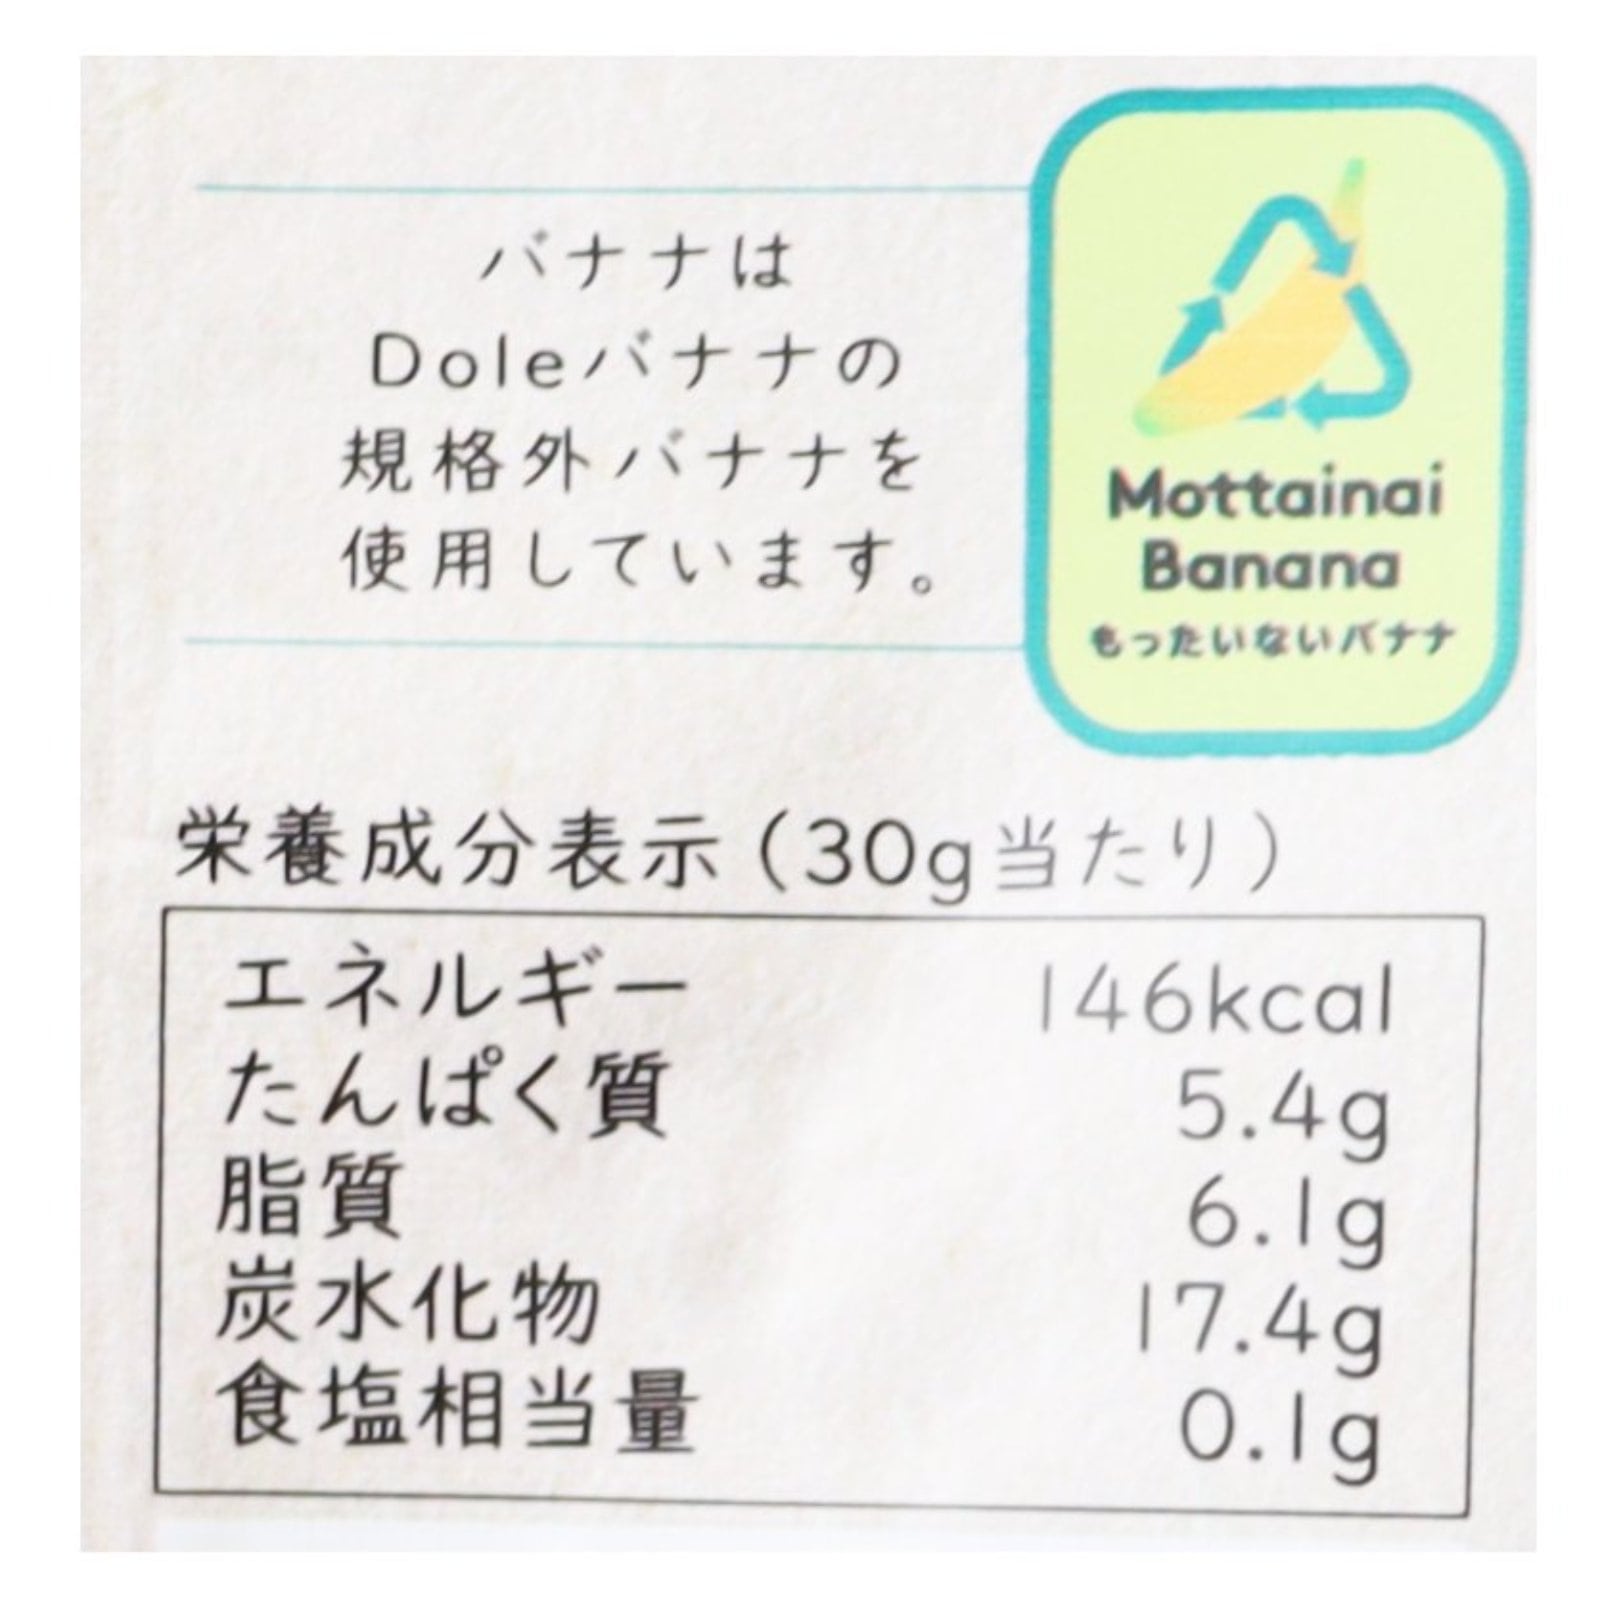 バナナは
Doleバナナの
規格外バナナを
使用しています。
Mottainai
Banana
もったいないバナナ
栄養成分表示(30g当たり)
エネルギー 146kcal
たんぱく質 5.4g
脂質 6.1g
炭水化物 17.4g
食塩相当量 0.1g